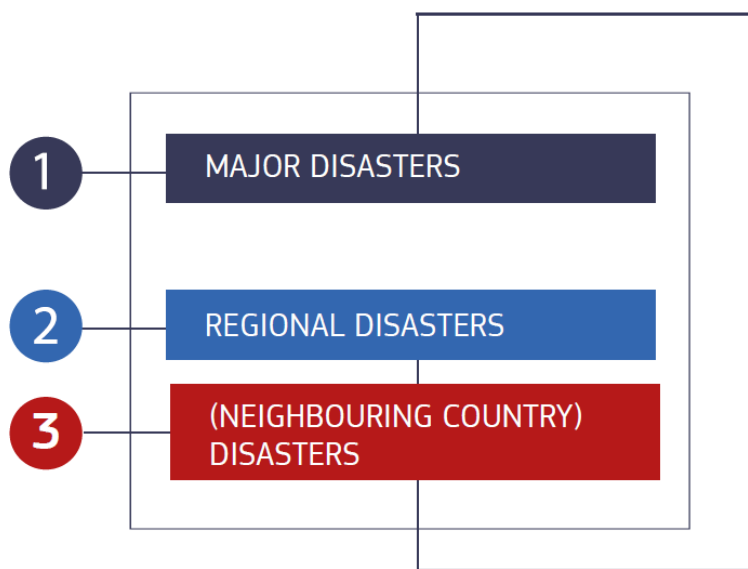 1
MAJOR DISASTERS
2
REGIONAL DISASTERS
3
(NEIGHBOURING COUNTRY)
DISASTERS